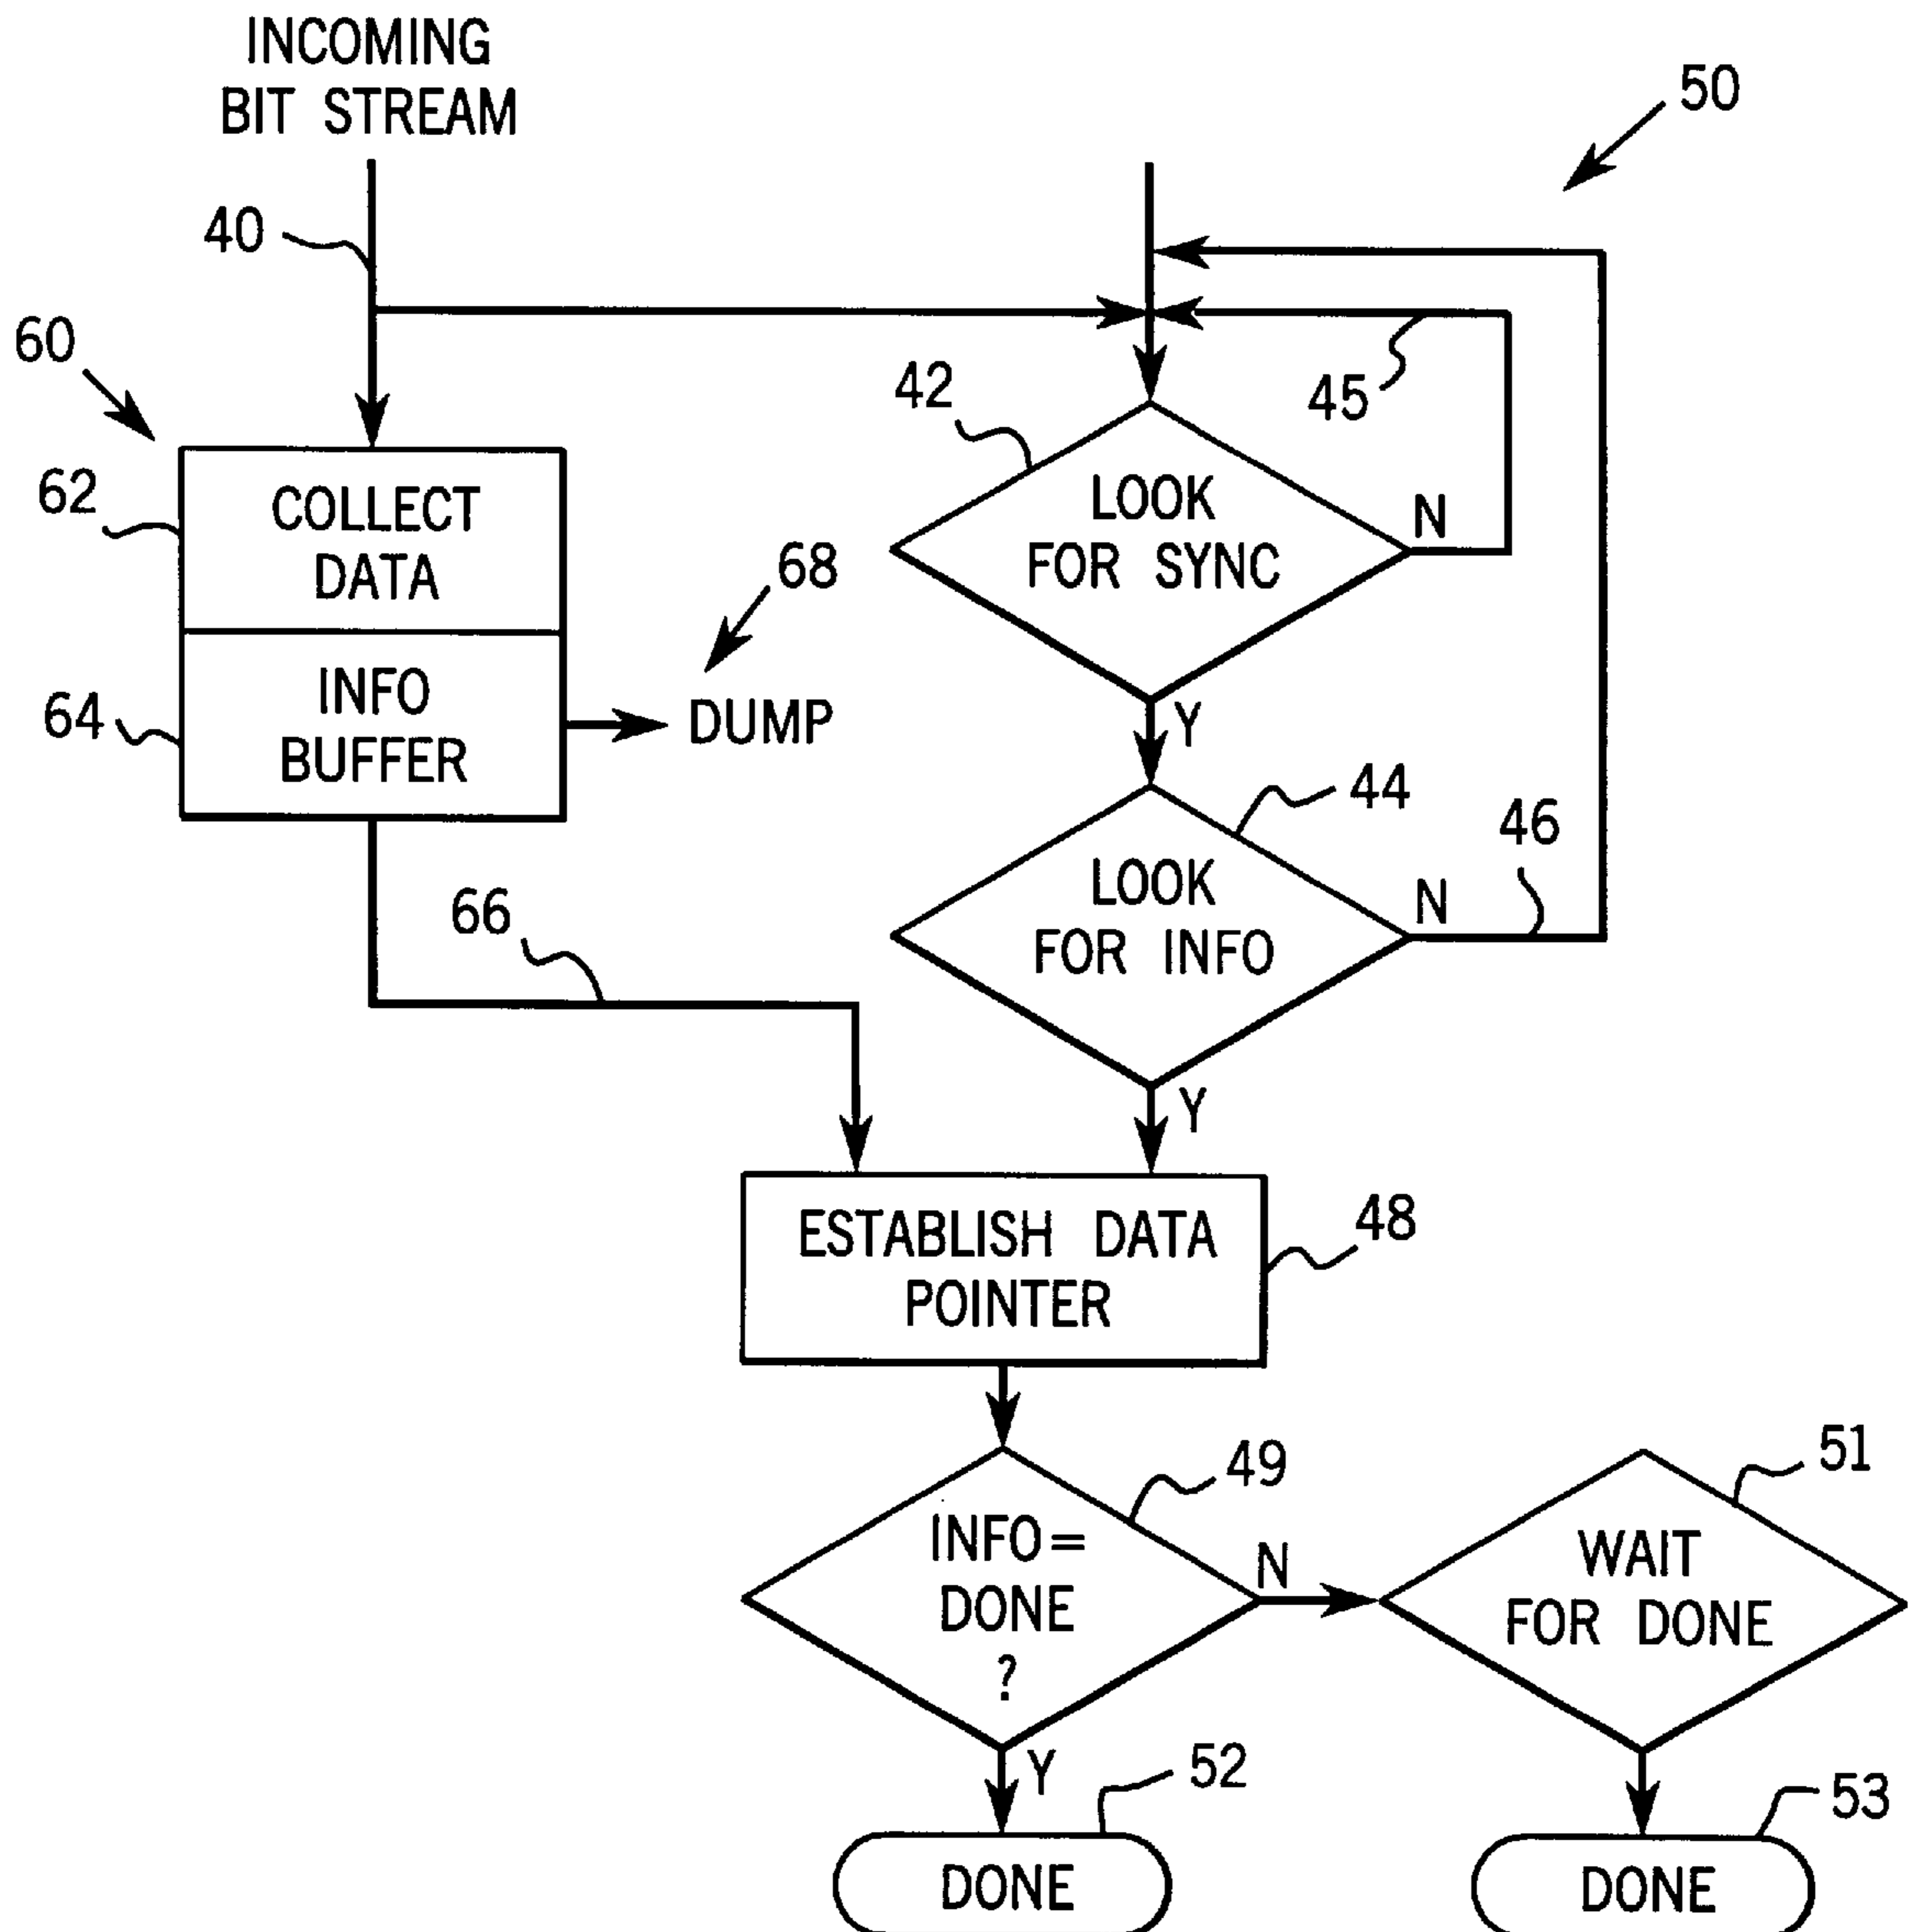 INCOMING
BIT STREAM
50
40
60
42
45
62
COLLECT
DATA
LOOK
FOR SYNC
N
68
64
INFO
BUFFER
DUMP
Y
44
46
LOOK
FOR INFO
N
66
Y
ESTABLISH DATA
POINTER
48
49
51
INFO=
DONE
?
N
WAIT
FOR DONE
Y
52
53
DONE
DONE